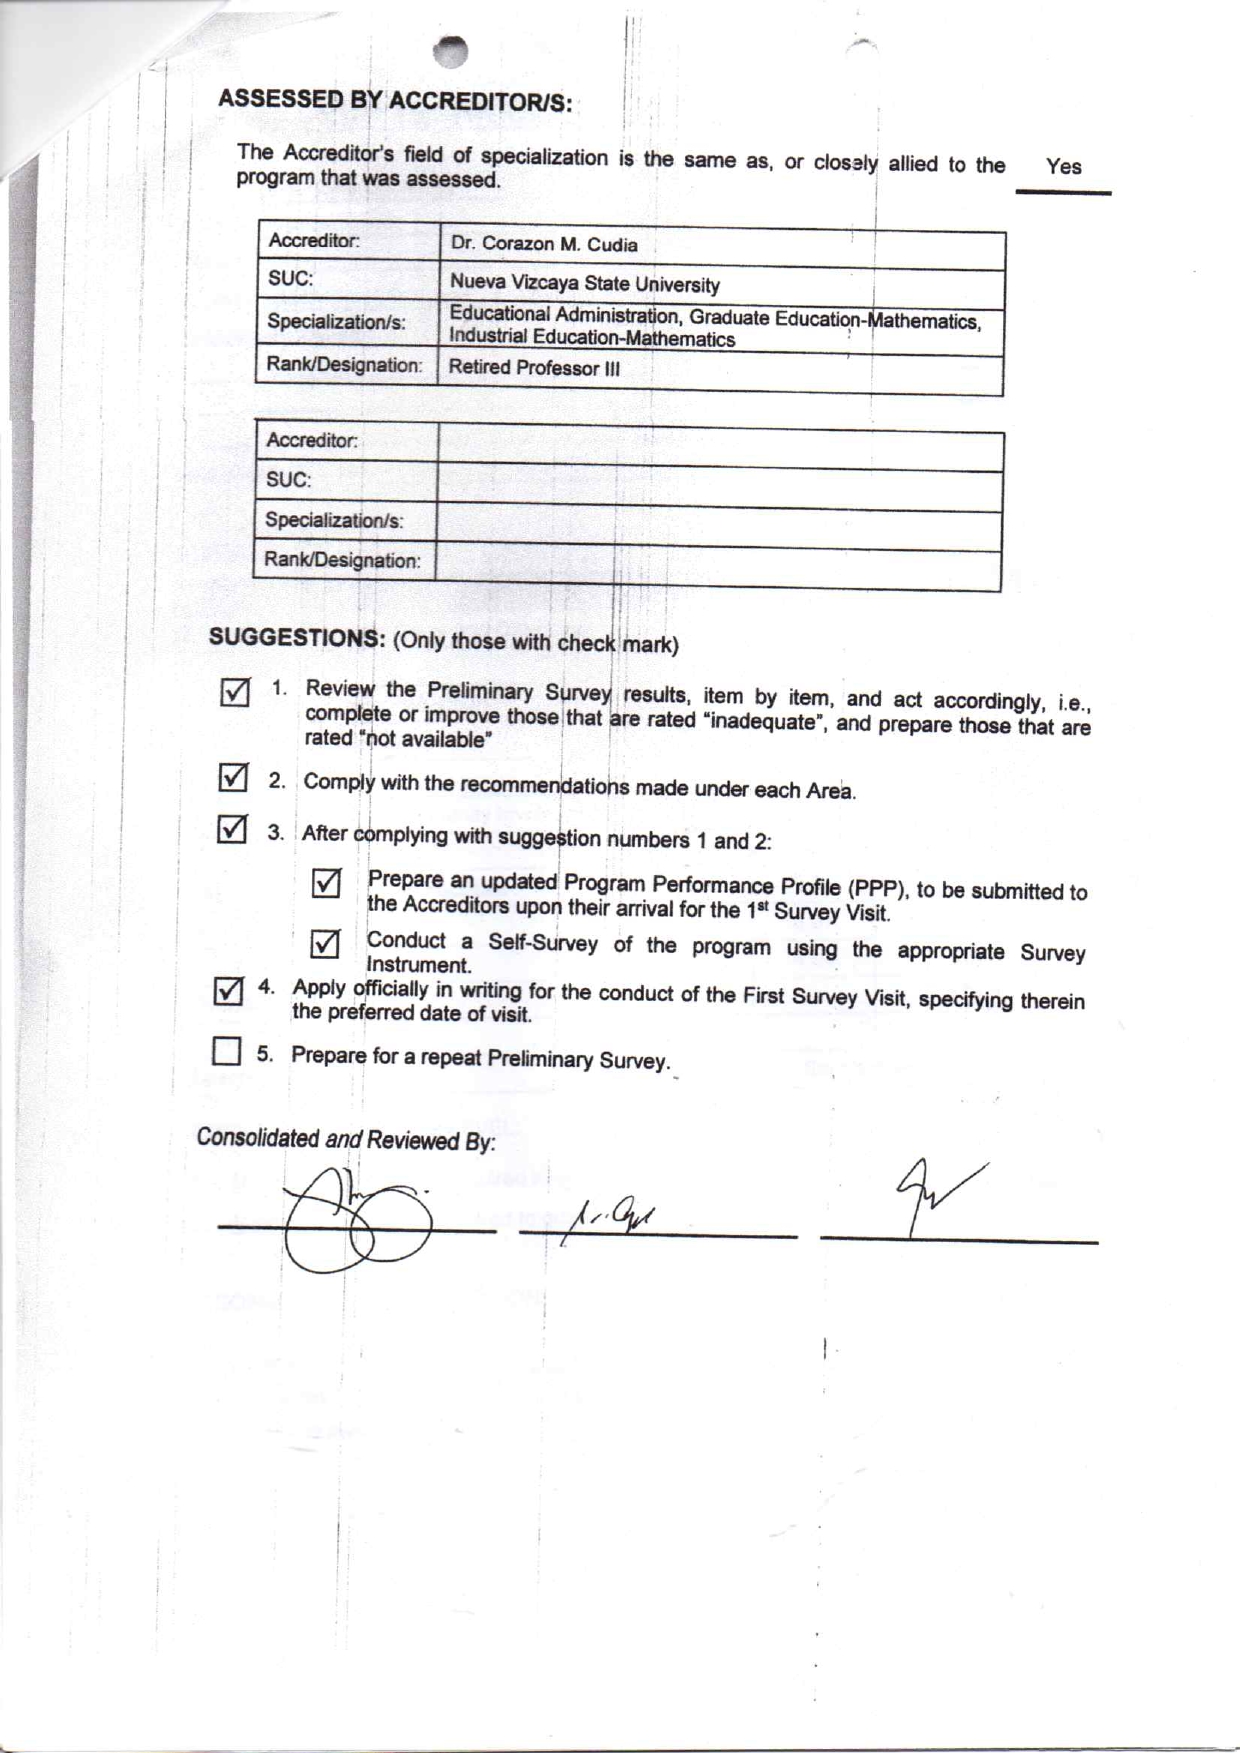 ASSESSED BY ACCREDITOR/S:
The Accreditor's field of specialization is the same as, or closely allied to the Yes
program that was assessed.
Accreditor: Dr. Corazon M. Cudia
SUC: Nueva Vizcaya State University
Specialization/s: Educational Administration, Graduate Education-Mathematics,
Industrial Education-Mathematics
Rank/Designation: Retired Professor III
Accreditor:
SUC:
Specialization/s:
Rank/Designation:
SUGGESTIONS: (Only those with check mark)
1. Review the Preliminary Survey results, item by item, and act accordingly, i.e.,
complete or improve those that are rated "inadequate", and prepare those that are
rated "not available"
2. Comply with the recommendations made under each Area.
3. After complying with suggestion numbers 1 and 2:
Prepare an updated Program Performance Profile (PPP), to be submitted to
the Accreditors upon their arrival for the 1st Survey Visit.
Conduct a Self-Survey of the program using the appropriate Survey
Instrument.
4. Apply officially in writing for the conduct of the First Survey Visit, specifying therein
the preferred date of visit.
5. Prepare for a repeat Preliminary Survey.
Consolidated and Reviewed By: